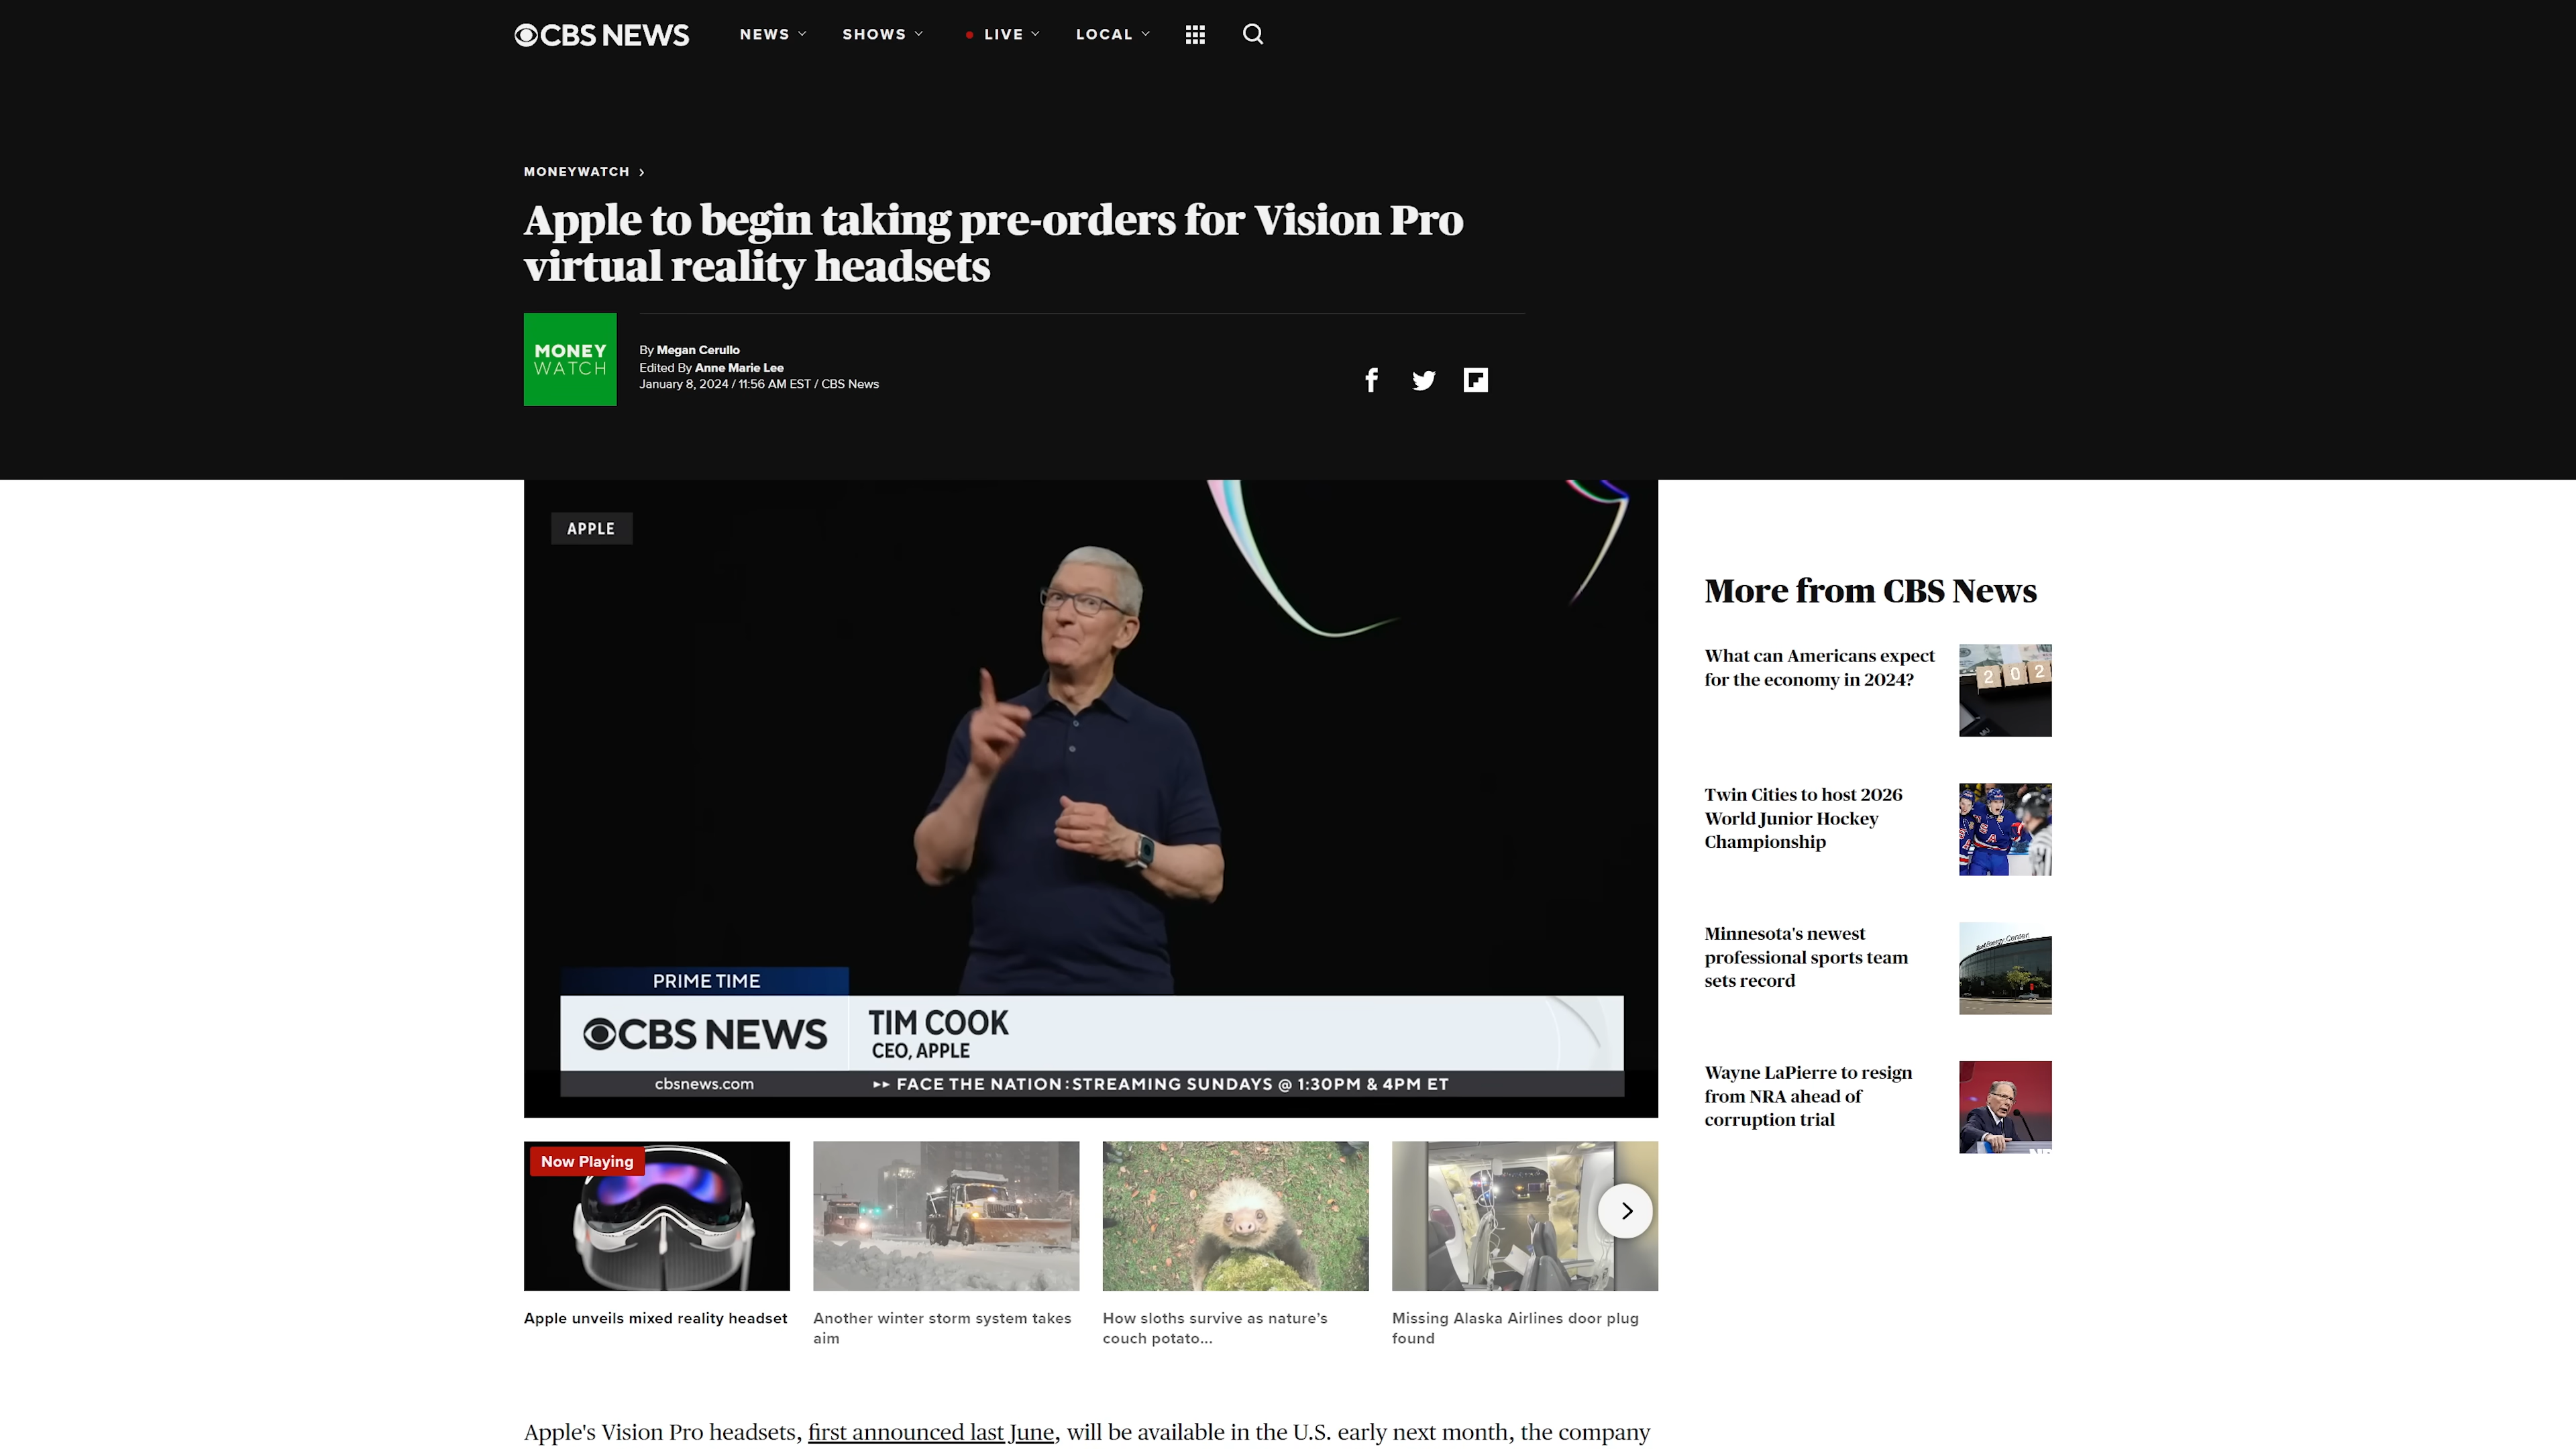 CBS NEWS
NEWS
SHOWS
LIVE
LOCAL
MONEYWATCH
Apple to begin taking pre-orders for Vision Pro
virtual reality headsets
MONEY
WATCH
By Megan Cerullo
Edited By Anne Marie Lee
January 8, 2024 / 11:56 AM EST / CBS News
APPLE
PRIME TIME
CBS NEWS
TIM COOK
CEO, APPLE
cbsnews.com
FACE THE NATION: STREAMING SUNDAYS @ 1:30PM & 4PM ET
Now Playing
Apple unveils mixed reality headset
Another winter storm system takes
aim
How sloths survive as nature's
couch potato...
Missing Alaska Airlines door plug
found
Apple's Vision Pro headsets, first announced last June, will be available in the U.S. early next month, the company
More from CBS News
What can Americans expect
for the economy in 2024?
2 0 2
Twin Cities to host 2026
World Junior Hockey
Championship
Minnesota's newest
professional sports team
sets record
Energy Center
Wayne LaPierre to resign
from NRA ahead of
corruption trial